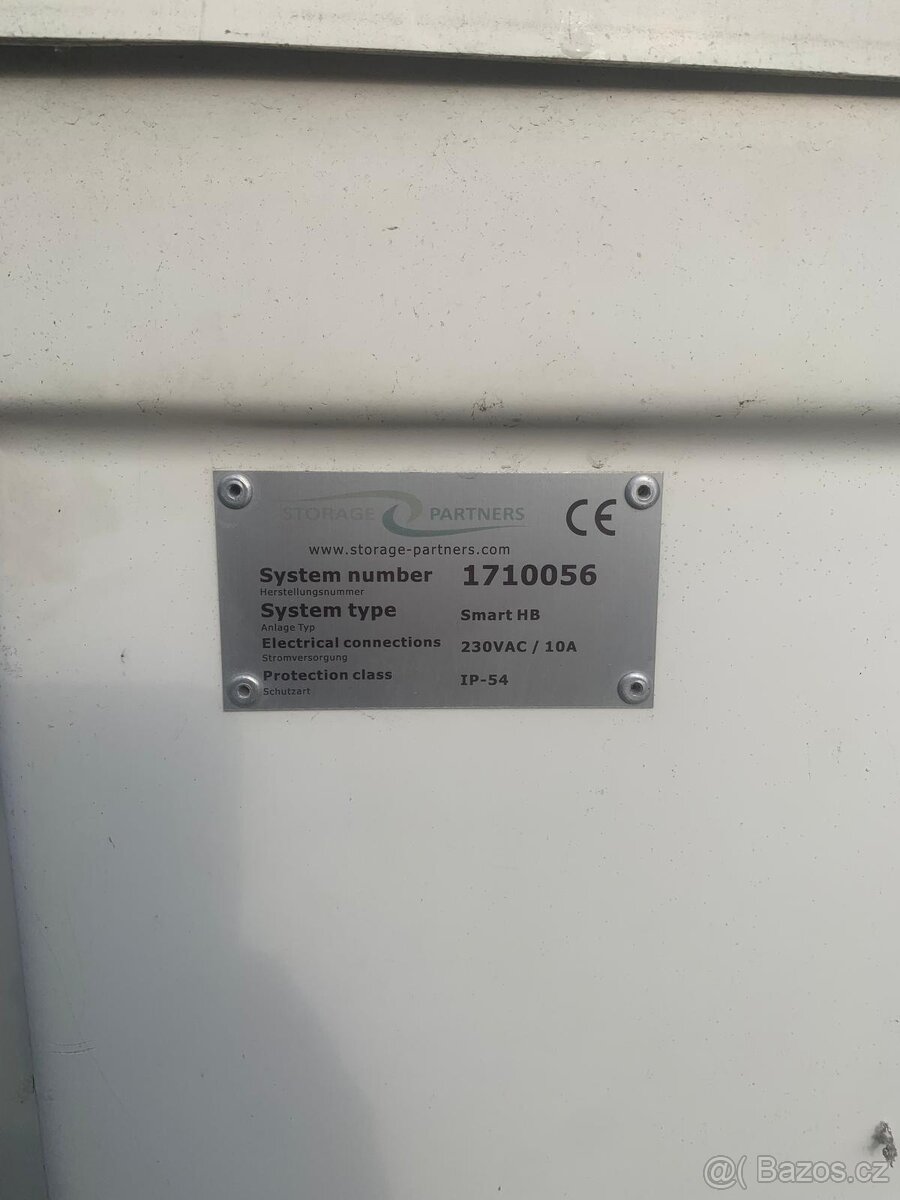 STORAGE PARTNERS CE
www.storage-partners.com
System number 1710056
Herstellungsnummer
System type Smart HB
Anlage Typ
Electrical connections 230VAC / 10A
Stromversorgung
Protection class IP-54
Schutzart
@( Bazos.cz